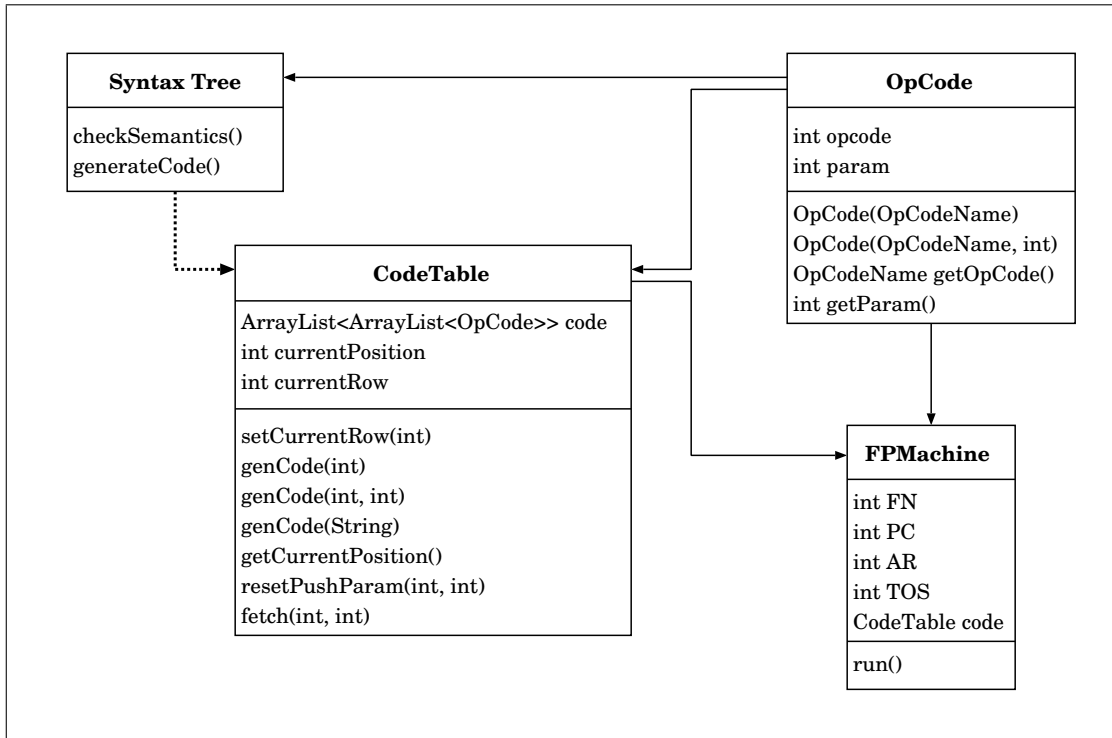 Syntax Tree
checkSemantics()
generateCode()
OpCode
int opcode
int param
OpCode(OpCodeName)
OpCode(OpCodeName, int)
OpCodeName getOpCode()
int getParam()
CodeTable
ArrayList<ArrayList<OpCode>> code
int currentPosition
int currentRow
setCurrentRow(int)
genCode(int)
genCode(int, int)
genCode(String)
getCurrentPosition()
resetPushParam(int, int)
fetch(int, int)
FPMachine
int FN
int PC
int AR
int TOS
CodeTable code
run()